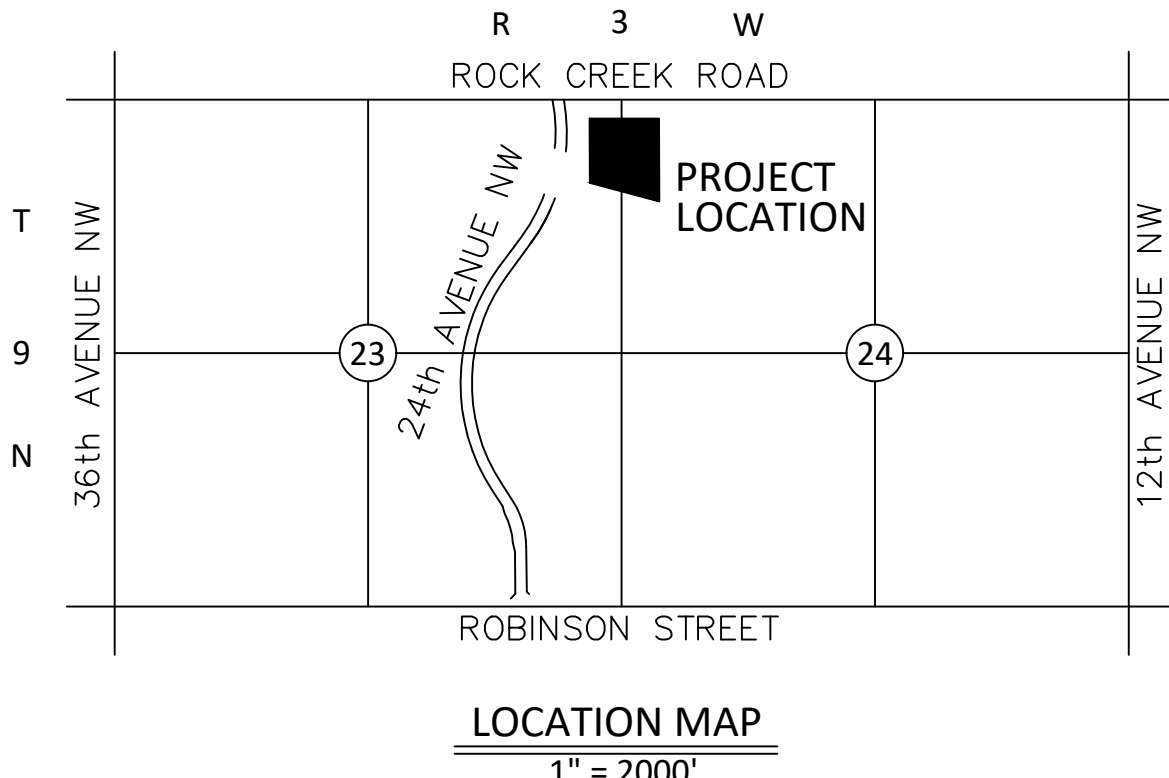 R 3 W
ROCK CREEK ROAD
PROJECT
LOCATION
T
9
N
36th AVENUE NW
24th AVENUE NW
12th AVENUE NW
23
24
ROBINSON STREET
LOCATION MAP
1" = 2000'